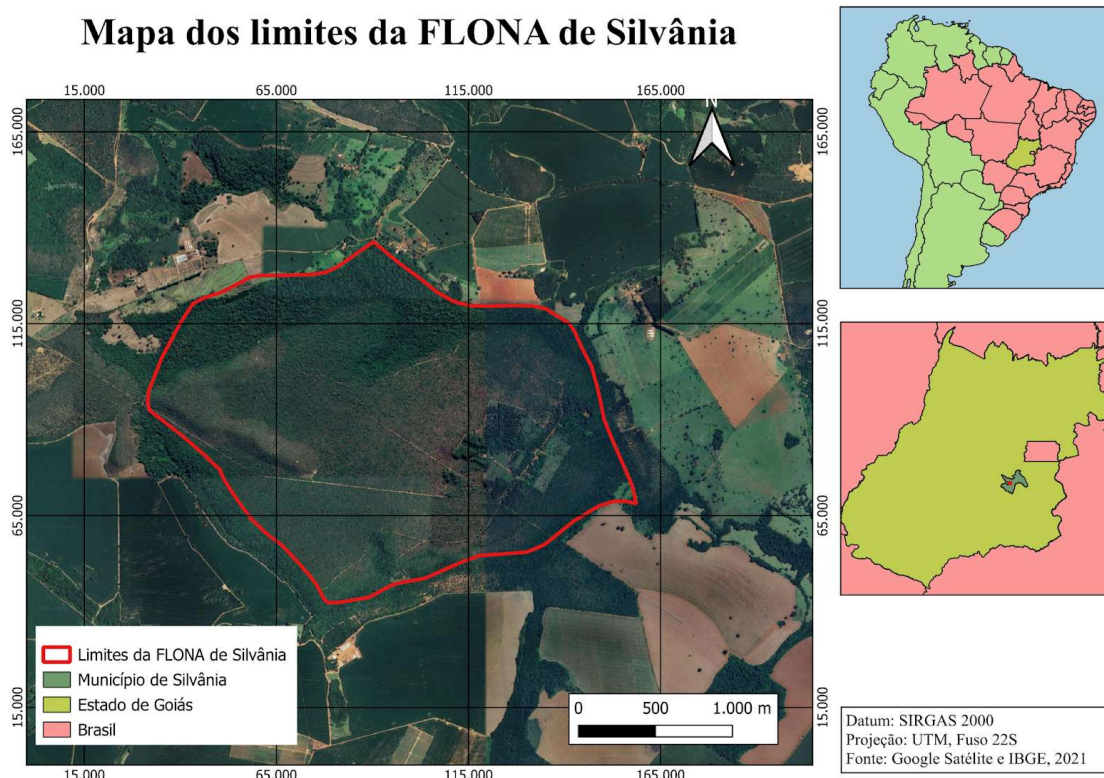 Mapa dos limites da FLONA de Silvânia
15.000 65.000 115.000 165.000
N
165.000 165.000
115.000 115.000
65.000 65.000
15.000 15.000
Limites da FLONA de Silvânia
Município de Silvânia
Estado de Goiás
Brasil
0 500 1.000 m
15.000 65.000 115.000 165.000
Datum: SIRGAS 2000
Projeção: UTM, Fuso 22S
Fonte: Google Satélite e IBGE, 2021